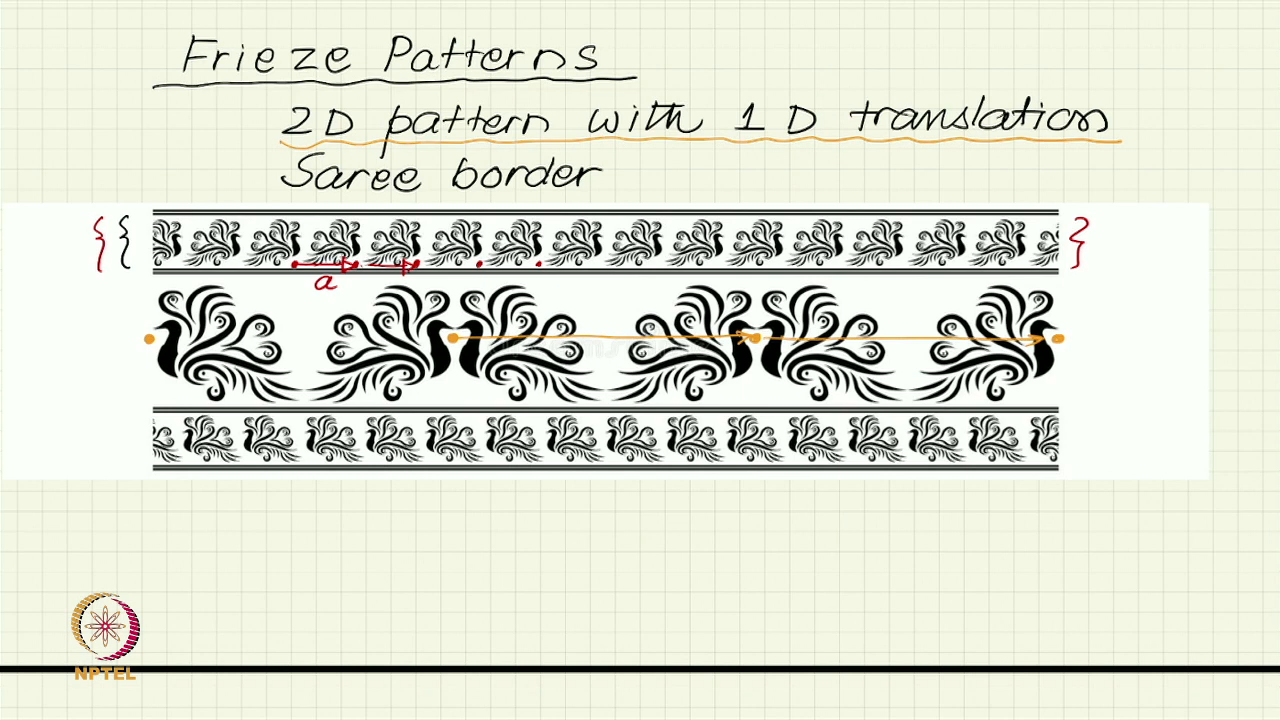 Frieze Patterns
2D pattern with 1D translation
Saree border
a
NPTEL